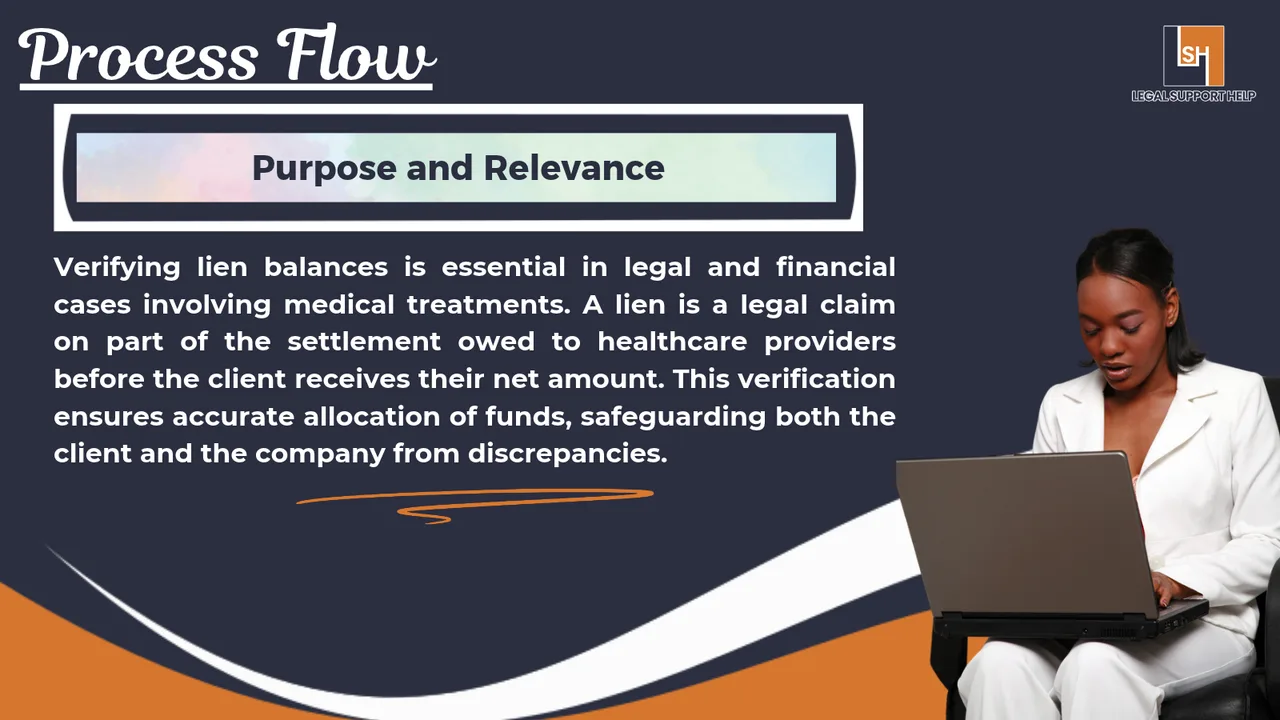 Process Flow
LSH
LEGAL SUPPORT HELP
Purpose and Relevance
Verifying lien balances is essential in legal and financial
cases involving medical treatments. A lien is a legal claim
on part of the settlement owed to healthcare providers
before the client receives their net amount. This verification
ensures accurate allocation of funds, safeguarding both the
client and the company from discrepancies.